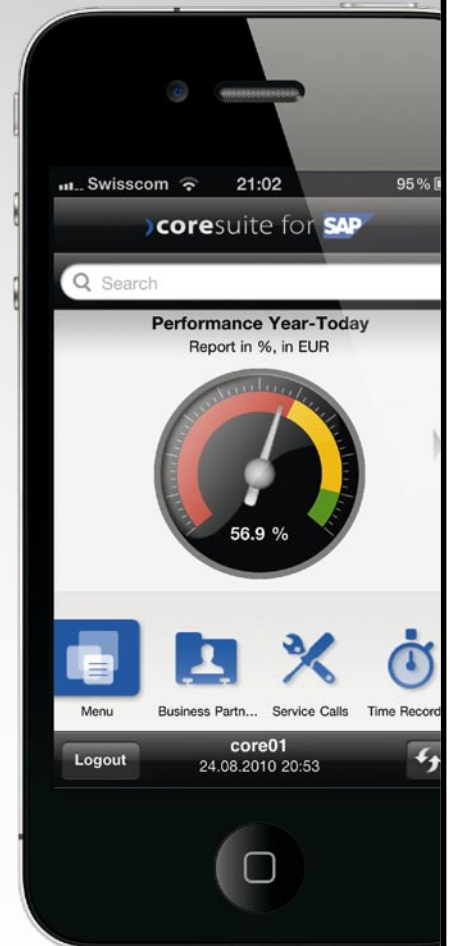 Swisscom 21:02 95 %
coresuite for SAP
Search
Performance Year-Today
Report in %, in EUR
56.9 %
Menu Business Partn... Service Calls Time Record
Logout
core01
24.08.2010 20:53